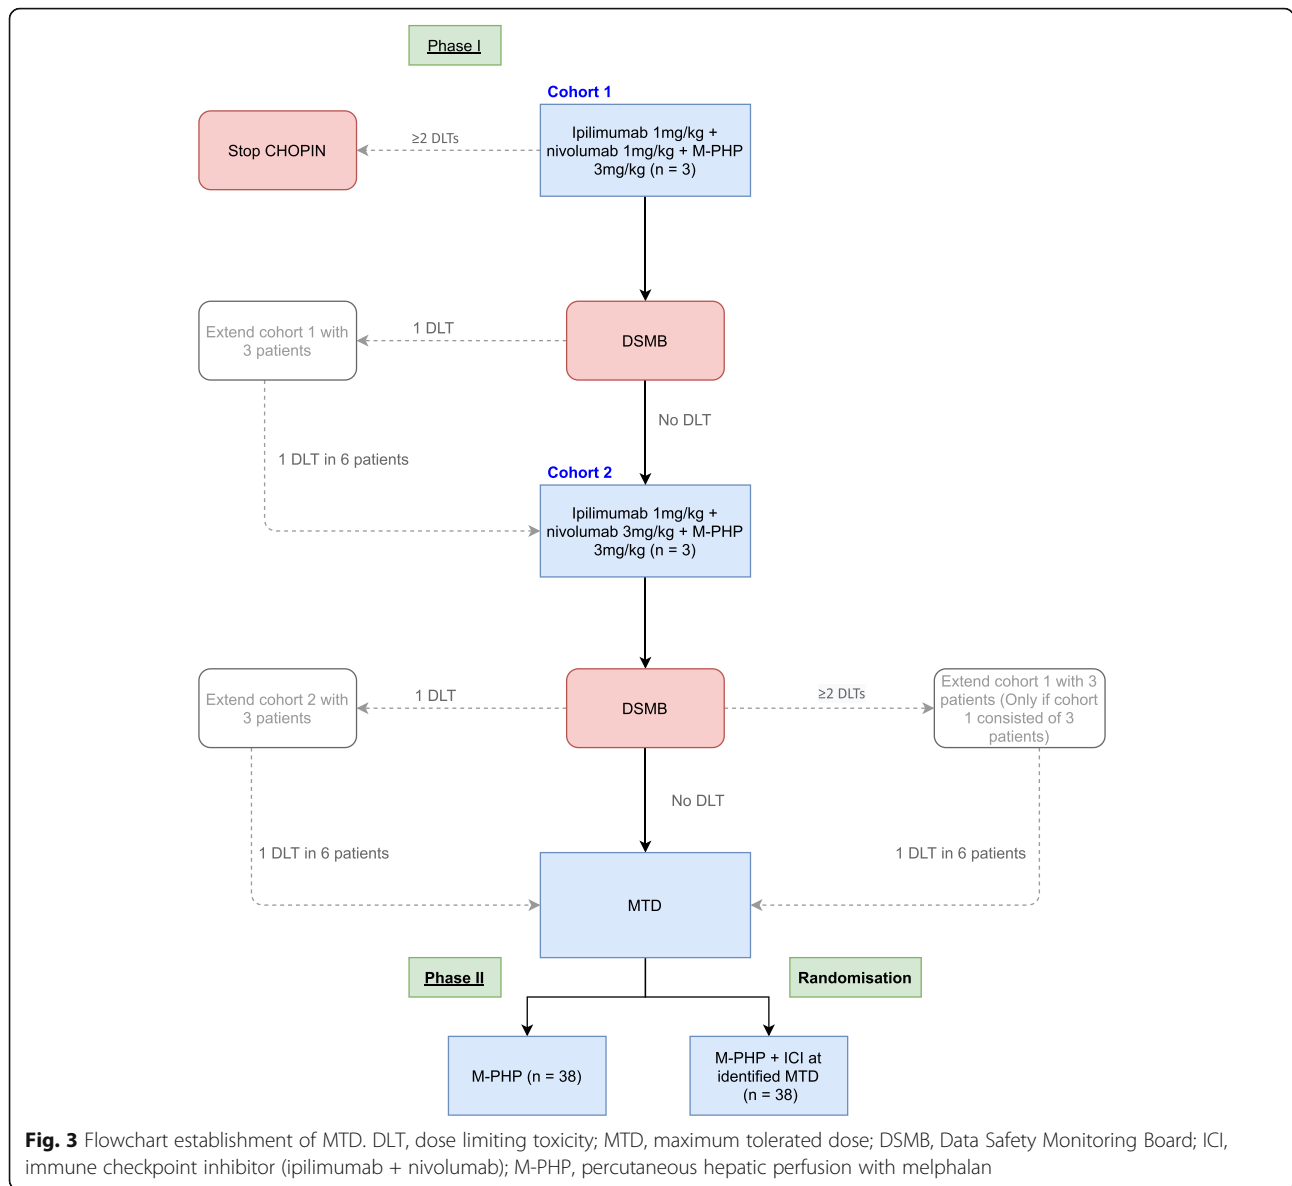 Phase I
Cohort 1
Ipilimumab 1mg/kg +
nivolumab 1mg/kg + M-PHP
3mg/kg (n = 3)
≥2 DLTs
Stop CHOPIN
DSMB
1 DLT
Extend cohort 1 with
3 patients
No DLT
1 DLT in 6 patients
Cohort 2
Ipilimumab 1mg/kg +
nivolumab 3mg/kg + M-PHP
3mg/kg (n = 3)
Extend cohort 2 with
3 patients
1 DLT
DSMB
≥2 DLTs
Extend cohort 1 with 3
patients (Only if cohort
1 consisted of 3
patients)
No DLT
1 DLT in 6 patients
1 DLT in 6 patients
MTD
Phase II
Randomisation
M-PHP (n = 38)
M-PHP + ICI at
identified MTD
(n = 38)
Fig. 3 Flowchart establishment of MTD. DLT, dose limiting toxicity; MTD, maximum tolerated dose; DSMB, Data Safety Monitoring Board; ICI,
immune checkpoint inhibitor (ipilimumab + nivolumab); M-PHP, percutaneous hepatic perfusion with melphalan